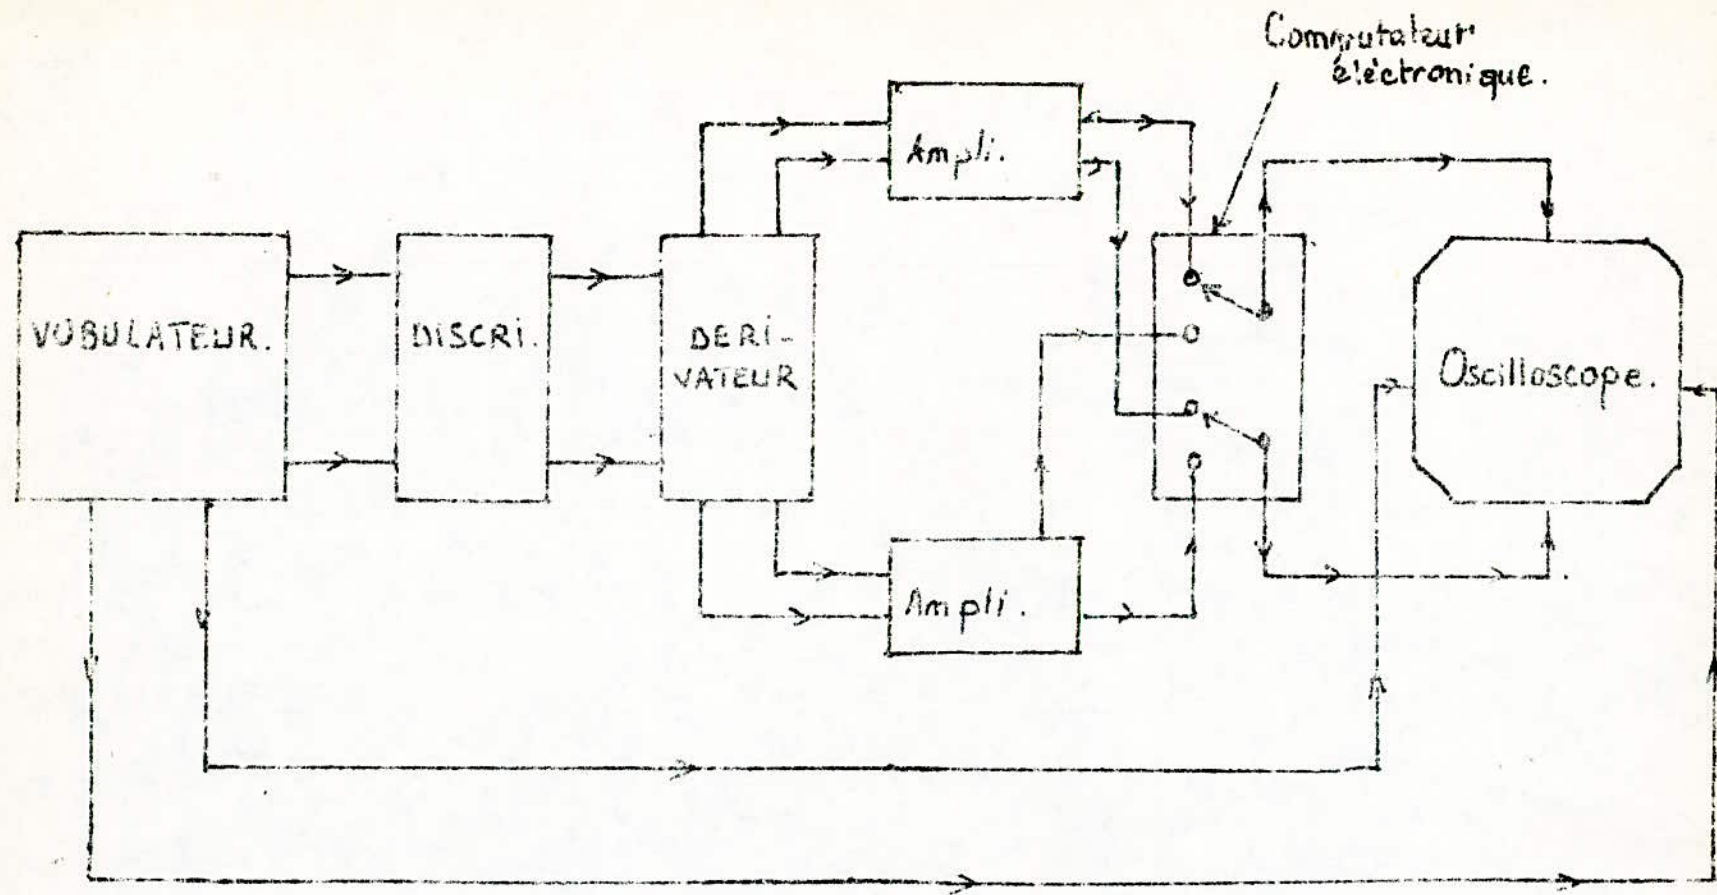 Commutateur
électronique.
Ampli.
VOBULATEUR.
DISCRI.
DERI-
VATEUR
Oscilloscope.
Ampli.